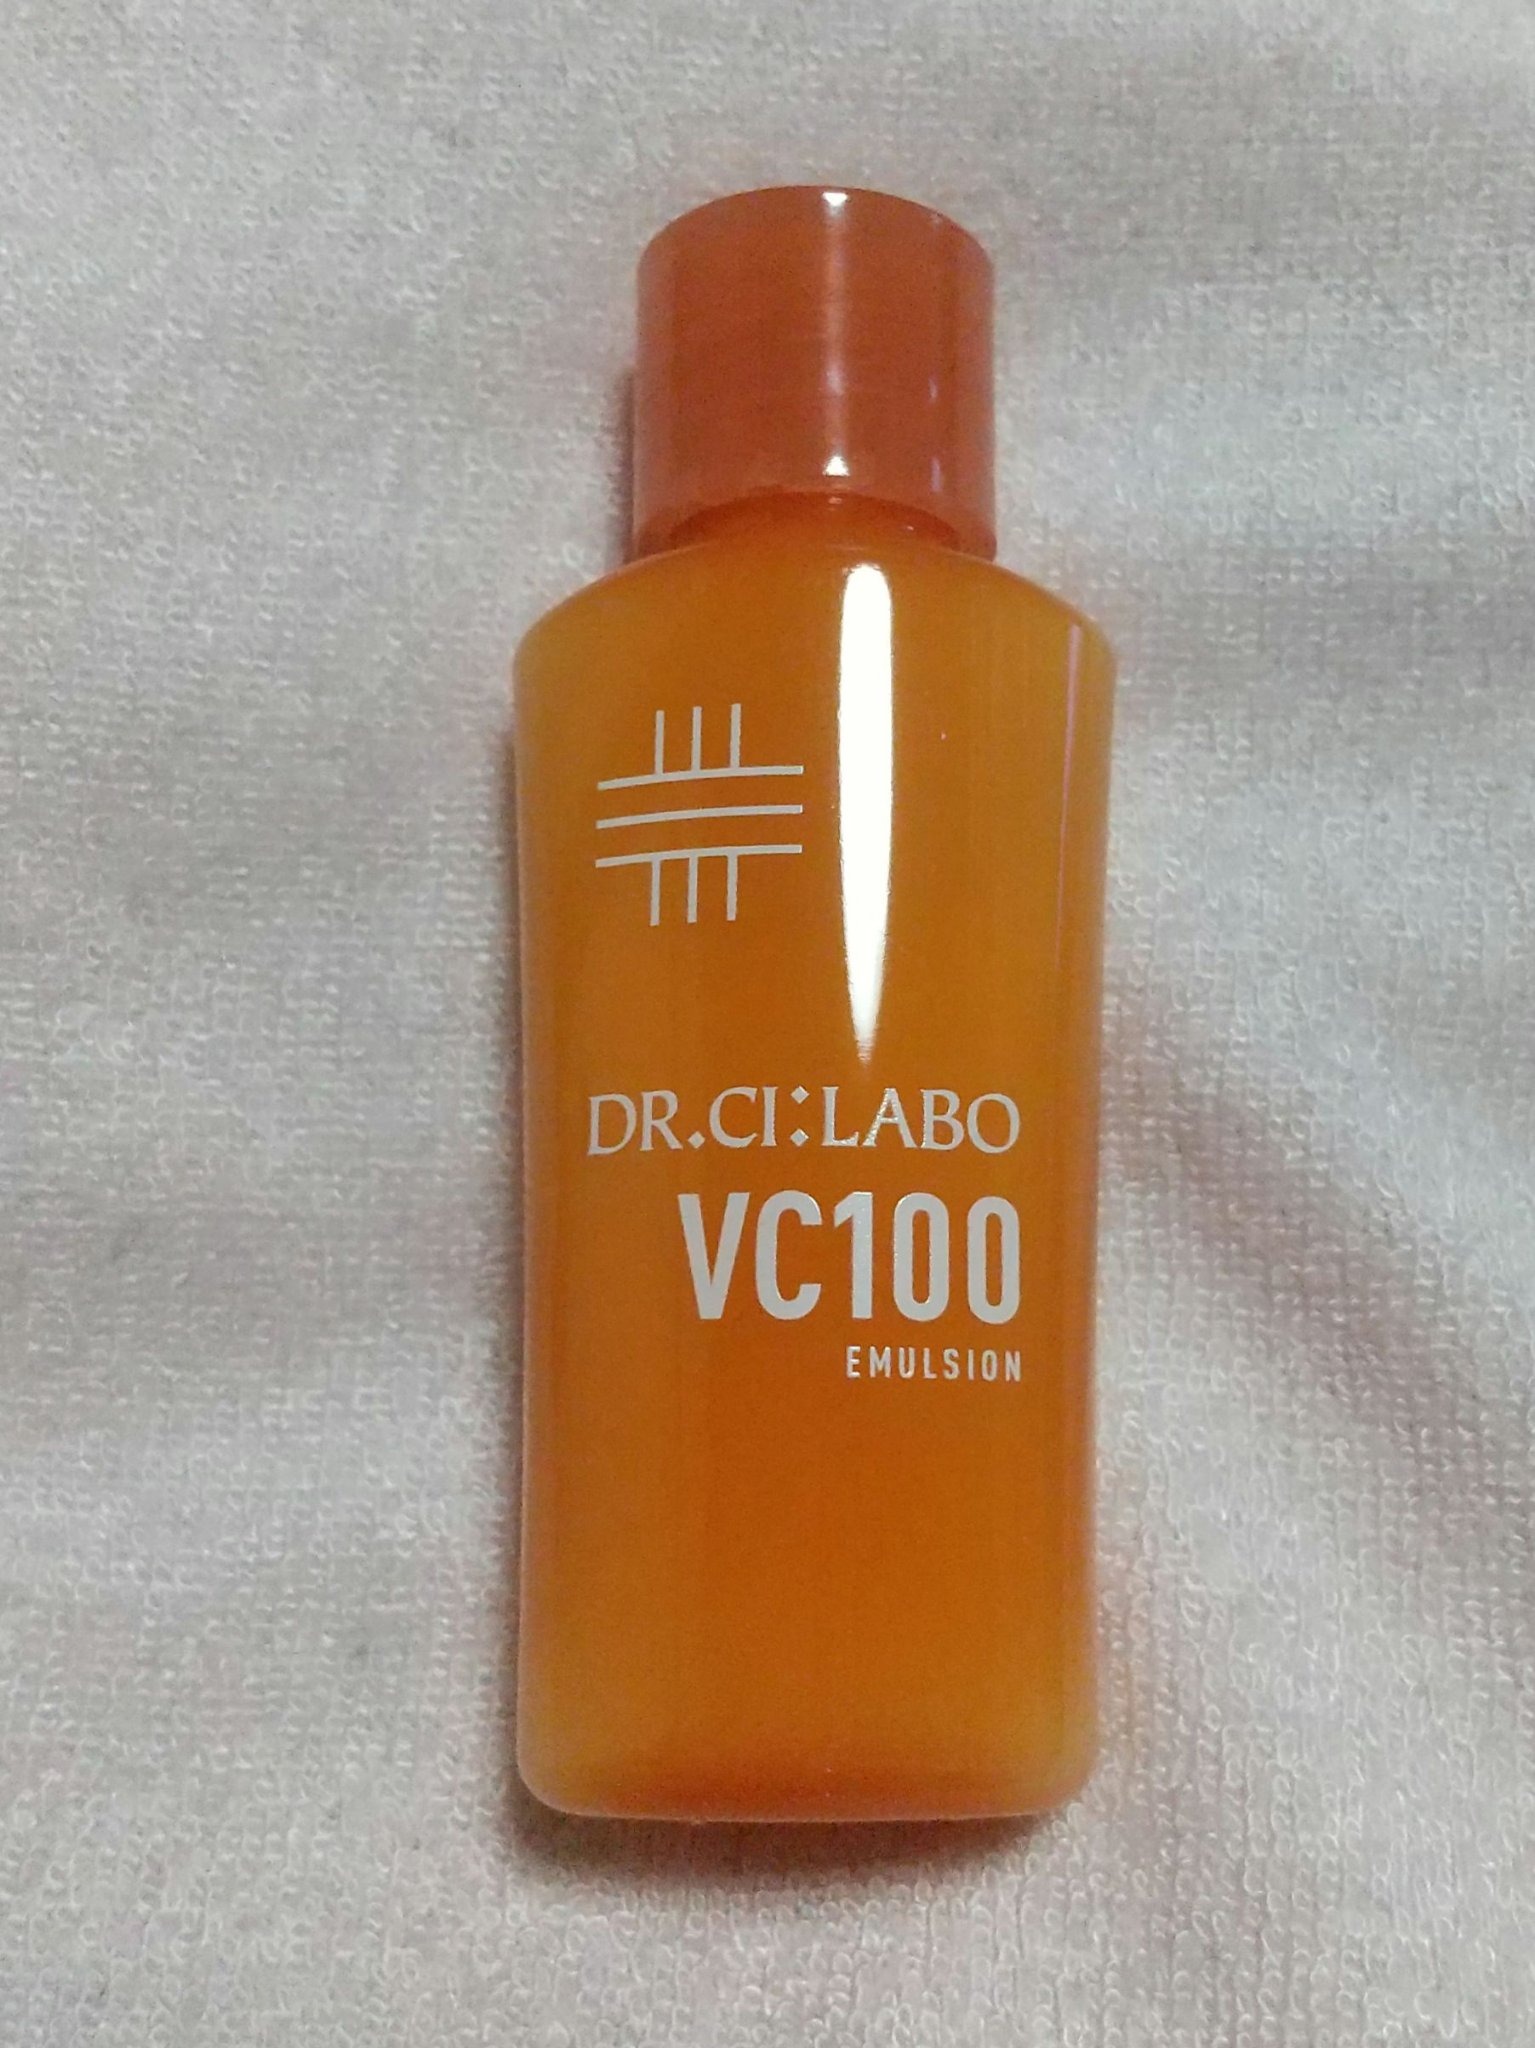 DR.CI:LABO
VC100
EMULSION